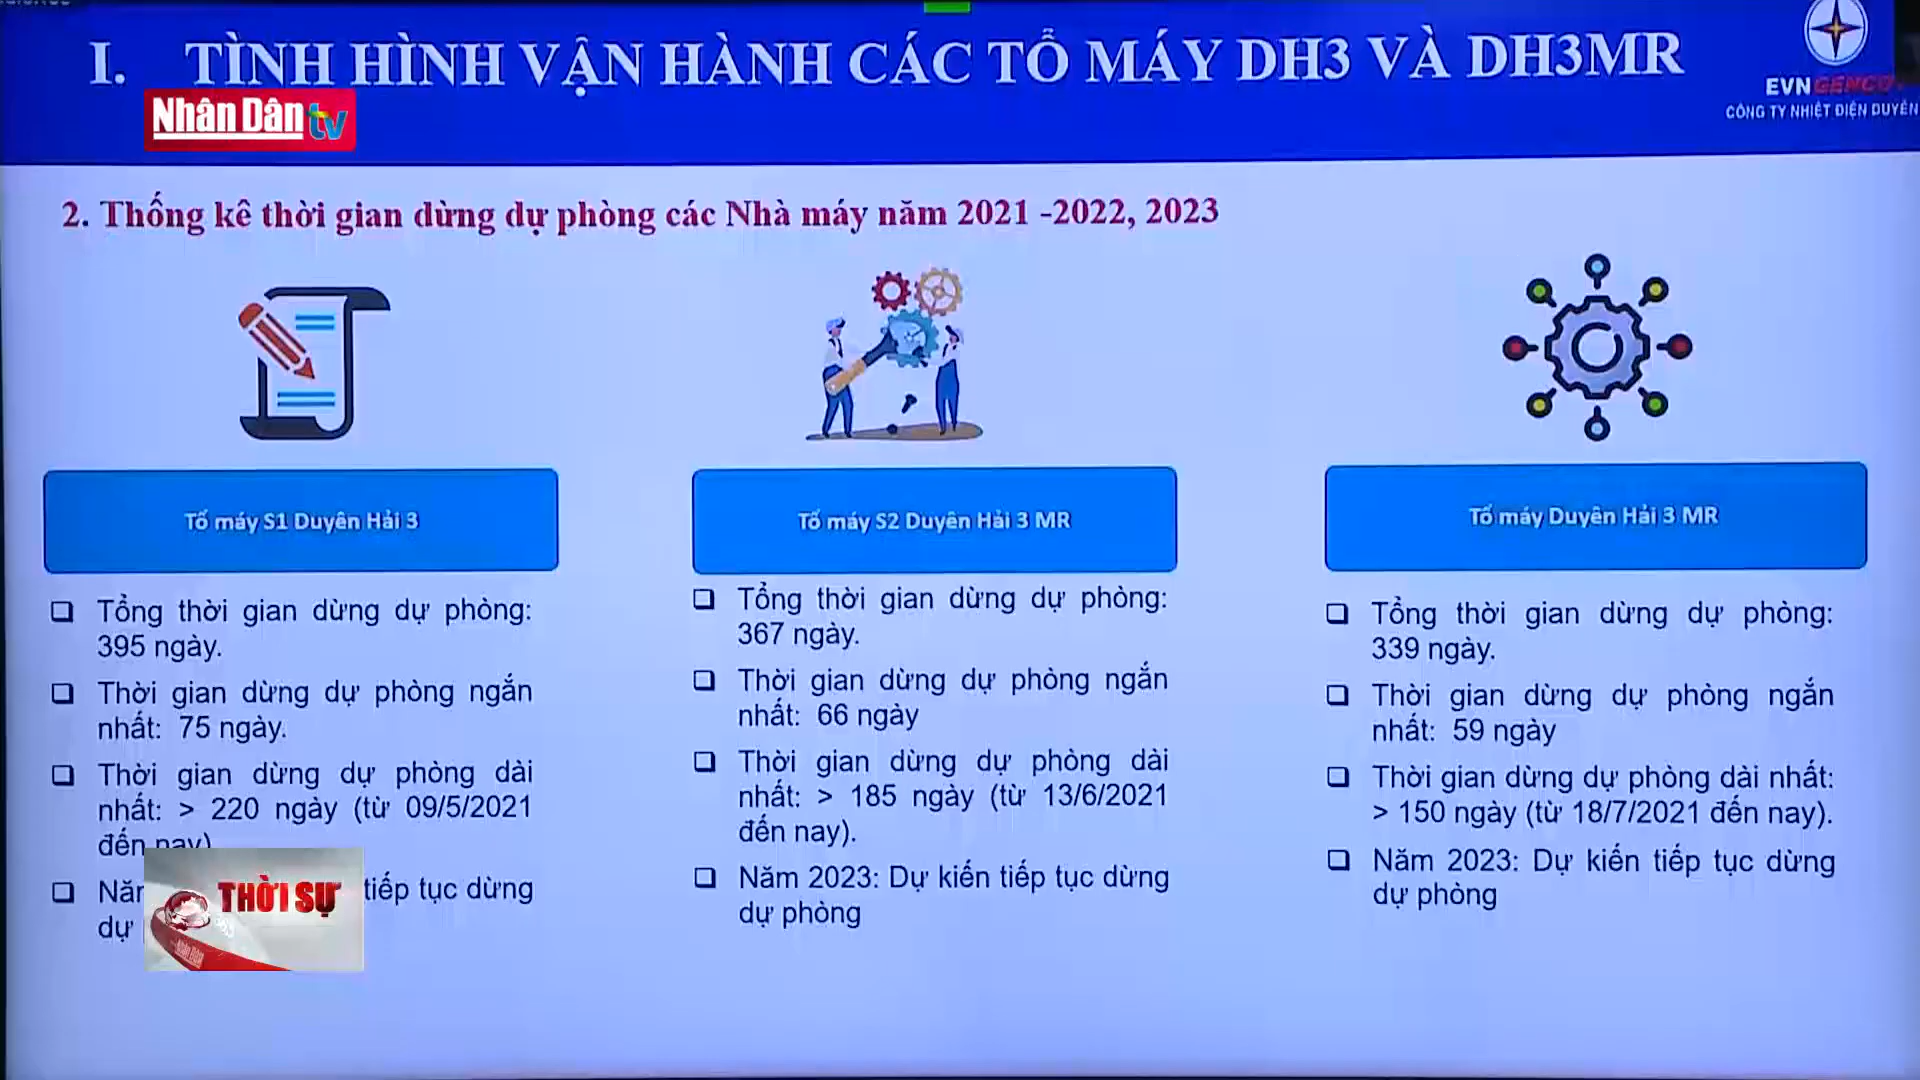 I. TÌNH HÌNH VẬN HÀNH CÁC TỔ MÁY DH3 VÀ DH3MR
EVNGENCO
CÔNG TY NHIỆT ĐIỆN DUYÊN
Nhân Dân tv
2. Thống kê thời gian dừng dự phòng các Nhà máy năm 2021 -2022, 2023
Tổ máy S1 Duyên Hải 3
Tổng thời gian dừng dự phòng:
395 ngày.
Thời gian dừng dự phòng ngắn
nhất: 75 ngày.
Thời gian dừng dự phòng dài
nhất: > 220 ngày (từ 09/5/2021
đến nay)
tiếp tục dừng
dự
THỜI SỰ
Tổ máy S2 Duyên Hải 3 MR
Tổng thời gian dừng dự phòng:
367 ngày.
Thời gian dừng dự phòng ngắn
nhất: 66 ngày
Thời gian dừng dự phòng dài
nhất: > 185 ngày (từ 13/6/2021
đến nay).
Năm 2023: Dự kiến tiếp tục dừng
dự phòng
Tổ máy Duyên Hải 3 MR
Tổng thời gian dừng dự phòng:
339 ngày.
Thời gian dừng dự phòng ngắn
nhất: 59 ngày
Thời gian dừng dự phòng dài nhất:
> 150 ngày (từ 18/7/2021 đến nay).
Năm 2023: Dự kiến tiếp tục dừng
dự phòng